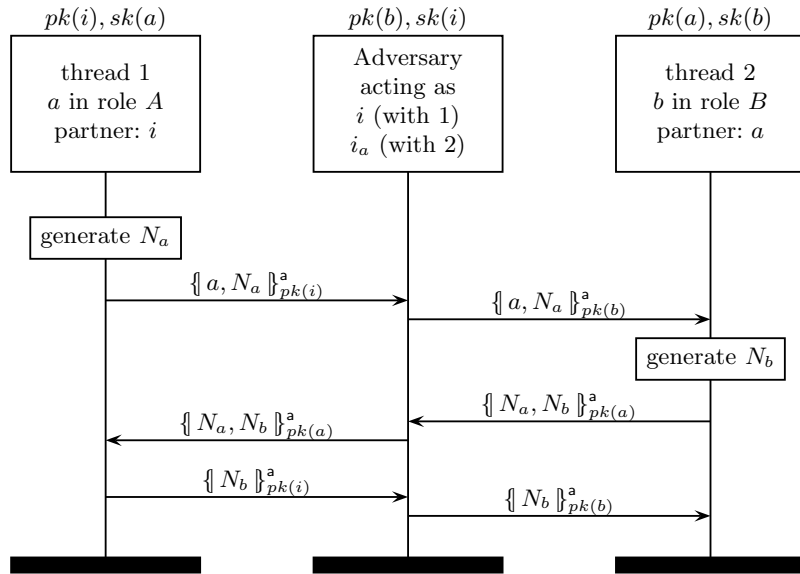 pk(i), sk(a)
pk(b), sk(i)
pk(a), sk(b)
thread 1
a in role A
partner: i
Adversary
acting as
i (with 1)
i_a (with 2)
thread 2
b in role B
partner: a
generate N_a
⦃ a, N_a ⦄^a_{pk(i)}
⦃ a, N_a ⦄^a_{pk(b)}
generate N_b
⦃ N_a, N_b ⦄^a_{pk(a)}
⦃ N_a, N_b ⦄^a_{pk(a)}
⦃ N_b ⦄^a_{pk(i)}
⦃ N_b ⦄^a_{pk(b)}